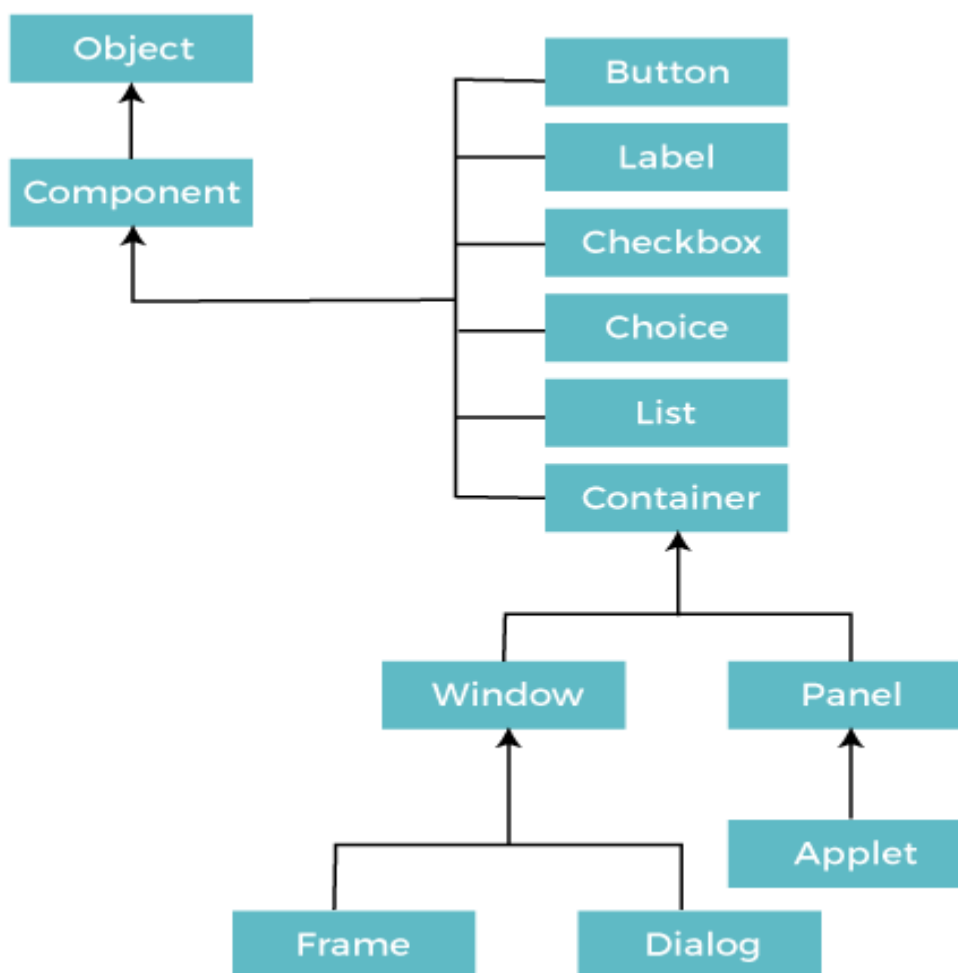 Object
Component
Button
Label
Checkbox
Choice
List
Container
Window
Panel
Applet
Frame
Dialog